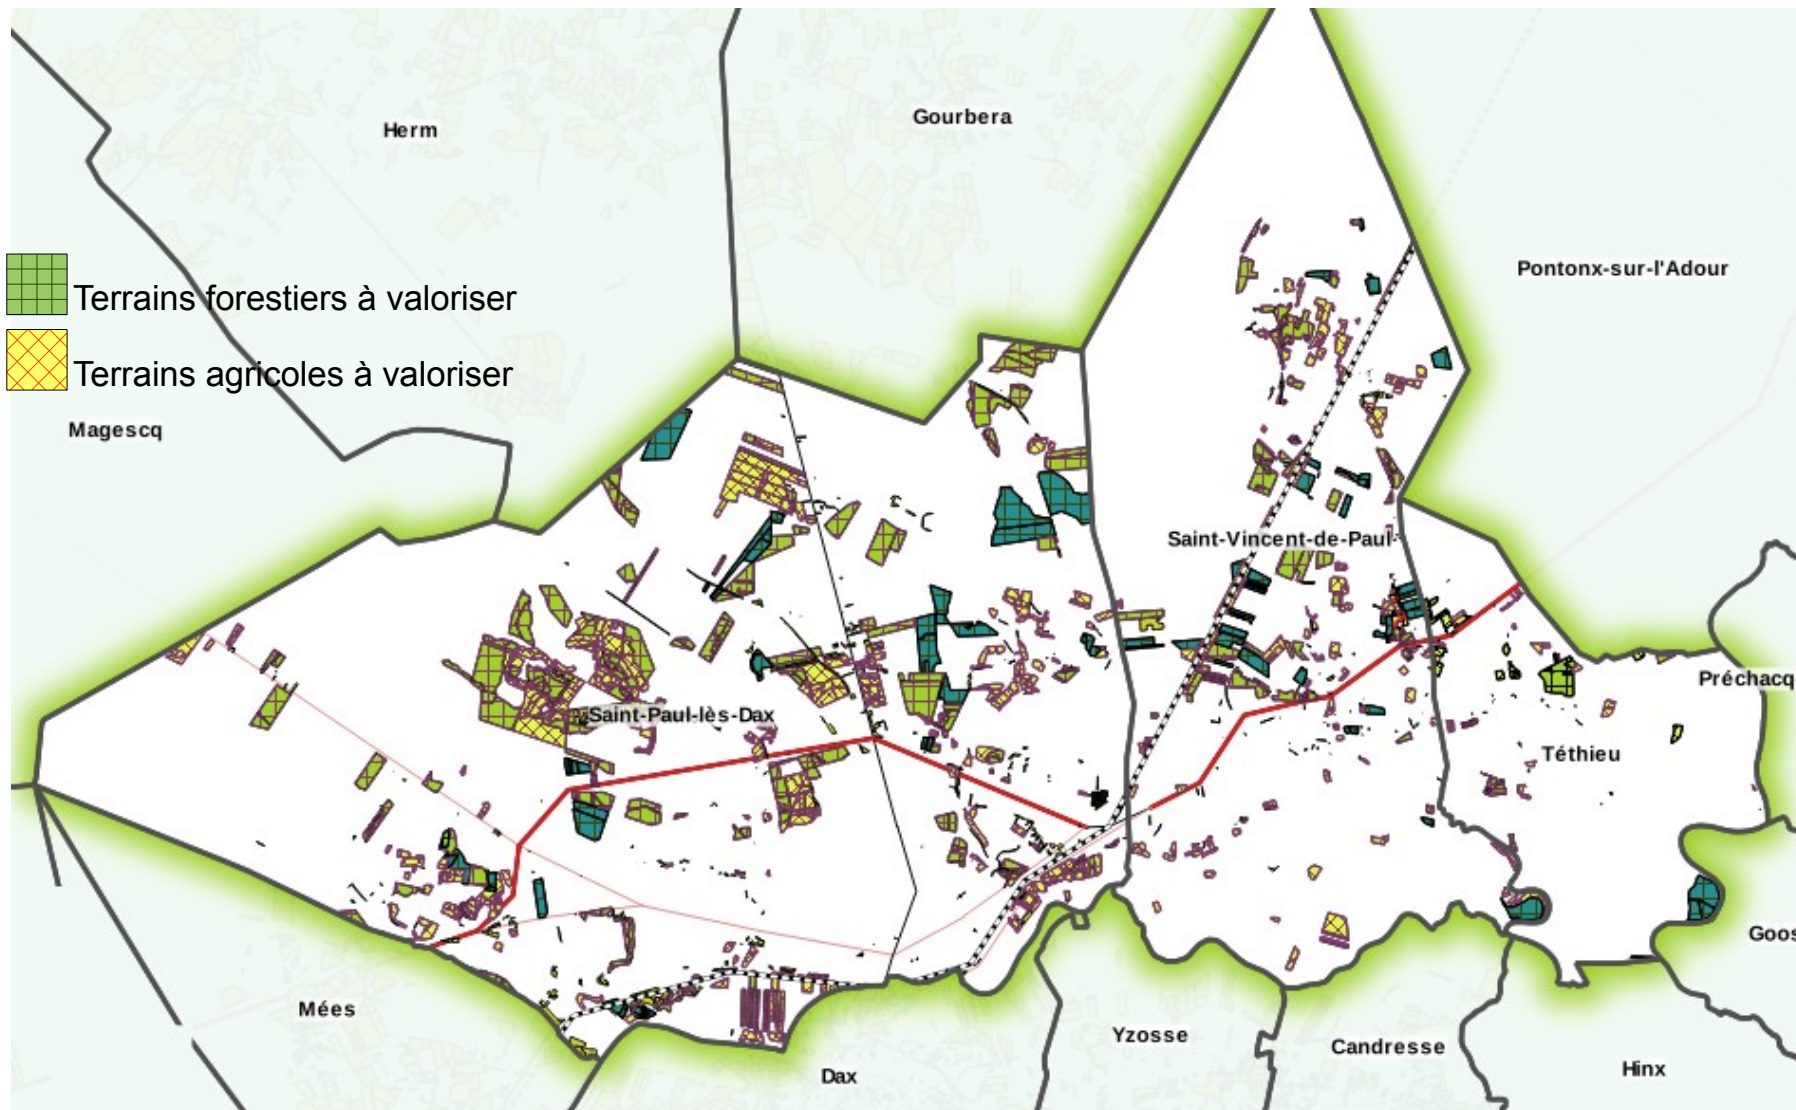 Gourbera
Herm
Pontonx-sur-l'Adour
Terrains forestiers à valoriser
Terrains agricoles à valoriser
Magescq
Saint-Vincent-de-Paul
Préchacq
Saint-Paul-lès-Dax
Téthieu
Goos
Mées
Yzosse
Candresse
Hinx
Dax